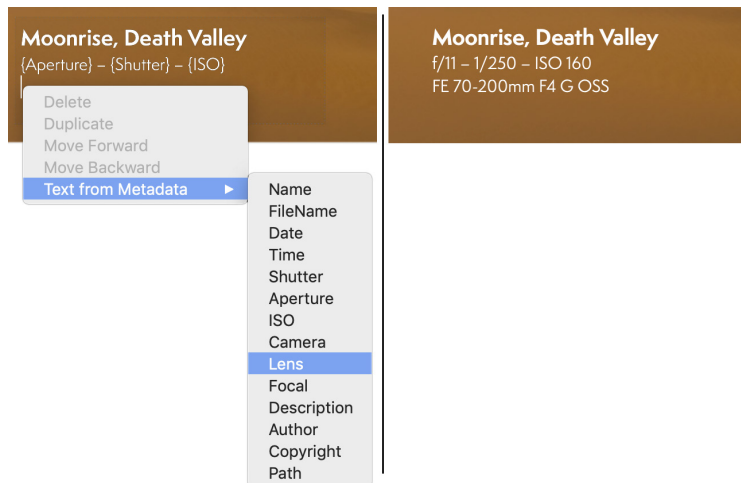 Moonrise, Death Valley
{Aperture} – {Shutter} – {ISO}
Delete
Duplicate
Move Forward
Move Backward
Text from Metadata
Name
FileName
Date
Time
Shutter
Aperture
ISO
Camera
Lens
Focal
Description
Author
Copyright
Path
Moonrise, Death Valley
f/11 – 1/250 – ISO 160
FE 70-200mm F4 G OSS